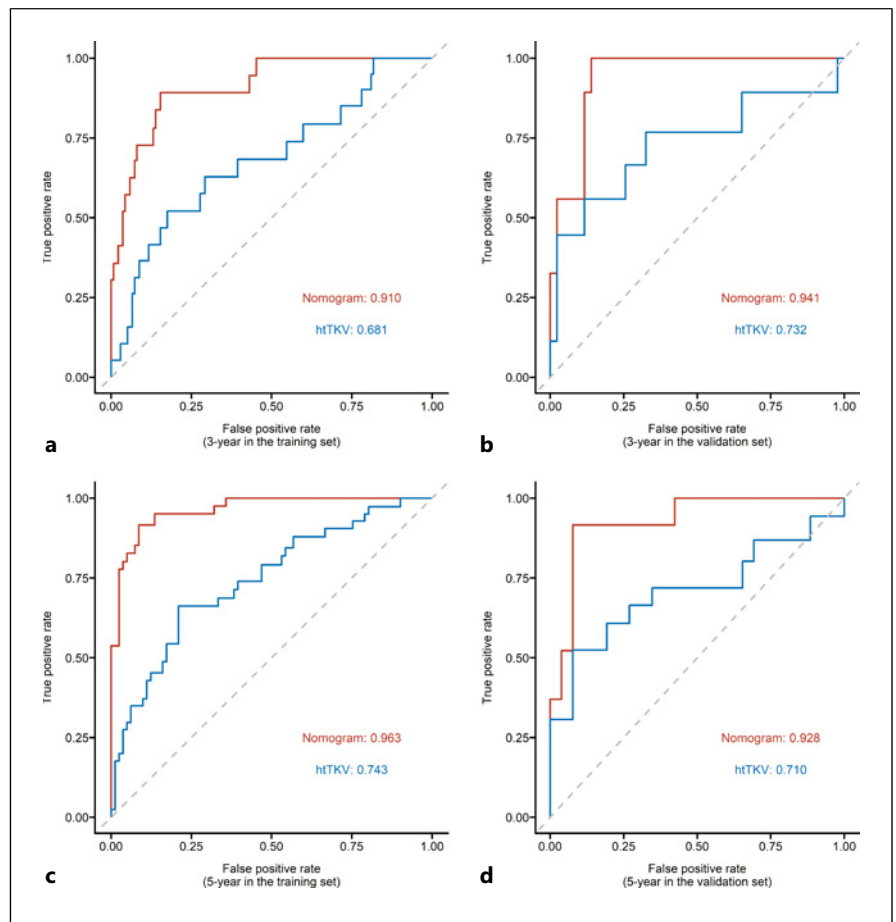 1.00
0.75
0.50
0.25
0.00
True positive rate
Nomogram: 0.910
htTKV: 0.681
0.00 0.25 0.50 0.75 1.00
False positive rate
(3-year in the training set)
a
1.00
0.75
0.50
0.25
0.00
True positive rate
Nomogram: 0.941
htTKV: 0.732
0.00 0.25 0.50 0.75 1.00
False positive rate
(3-year in the validation set)
b
1.00
0.75
0.50
0.25
0.00
True positive rate
Nomogram: 0.963
htTKV: 0.743
0.00 0.25 0.50 0.75 1.00
False positive rate
(5-year in the training set)
c
1.00
0.75
0.50
0.25
0.00
True positive rate
Nomogram: 0.928
htTKV: 0.710
0.00 0.25 0.50 0.75 1.00
False positive rate
(5-year in the validation set)
d